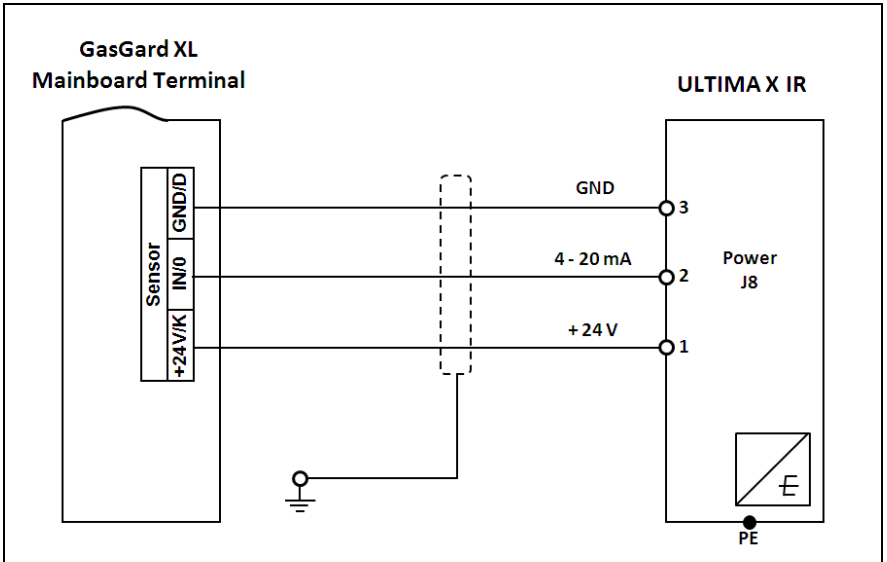 GasGard XL
Mainboard Terminal
ULTIMA X IR
Sensor
GND/D
IN/0
+24V/K
GND
4 - 20 mA
+ 24 V
3
2
1
Power
J8
E
PE